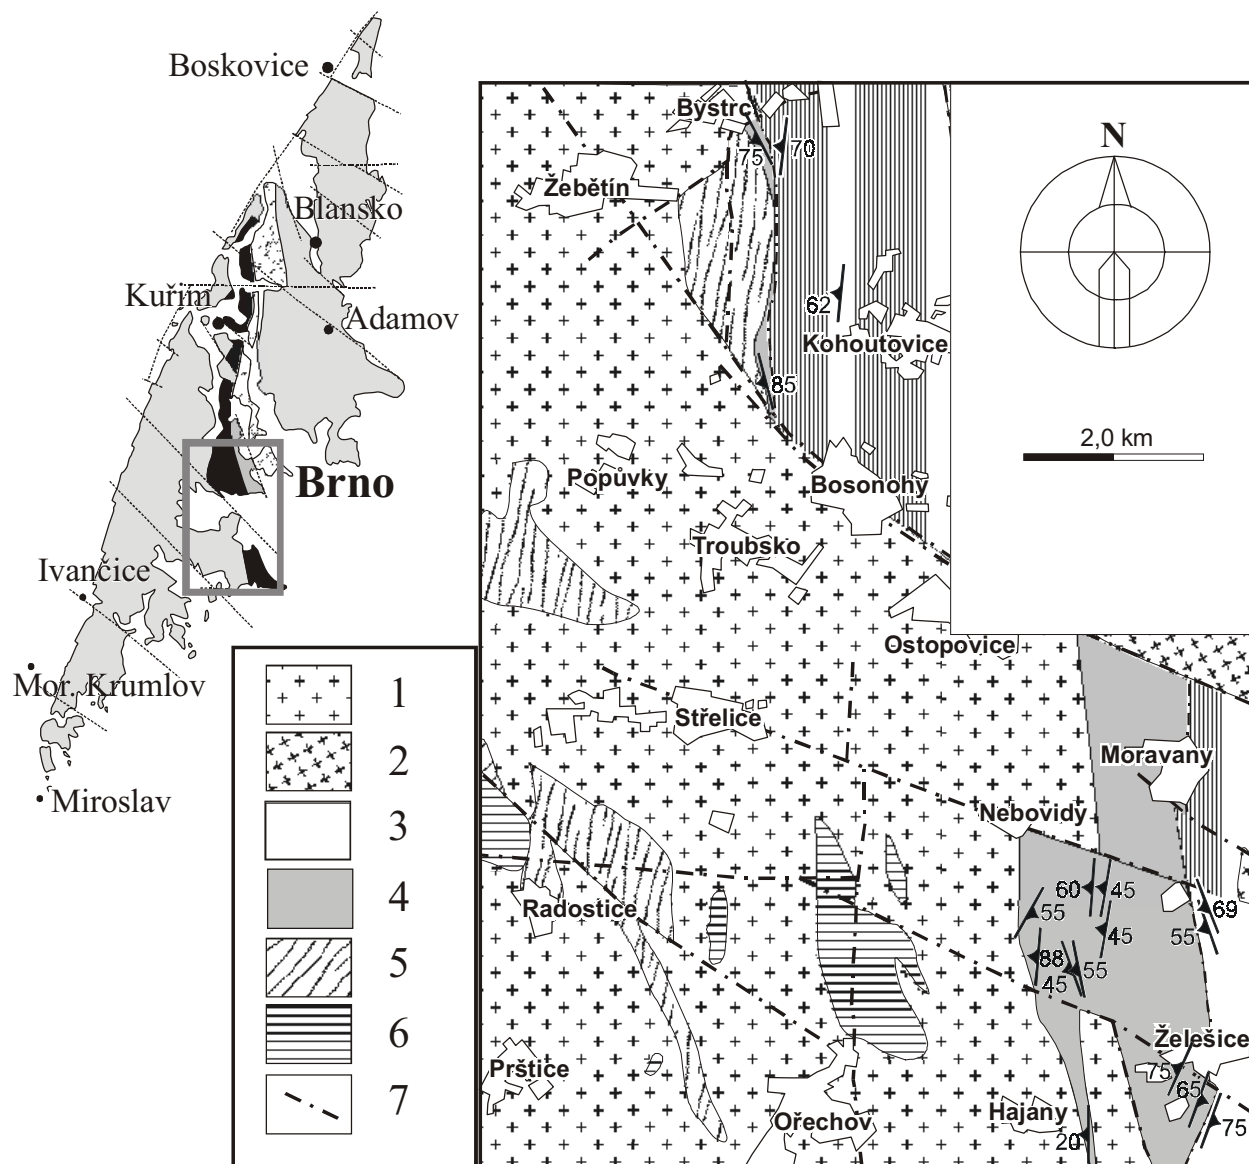 Boskovice
Blansko
Kuřim
Adamov
Brno
Ivančice
Mor. Krumlov
Miroslav
1
2
3
4
5
6
7
Bystrc
75
70
Žebětín
62
Kohoutovice
85
Popůvky
Bosonohy
Troubsko
Ostopovice
Střelice
Moravany
Nebovidy
60
45
55
69
45
55
Radostice
88
55
45
Želešice
75
Prštice
65
Hajany
Ořechov
75
20
N
2,0 km